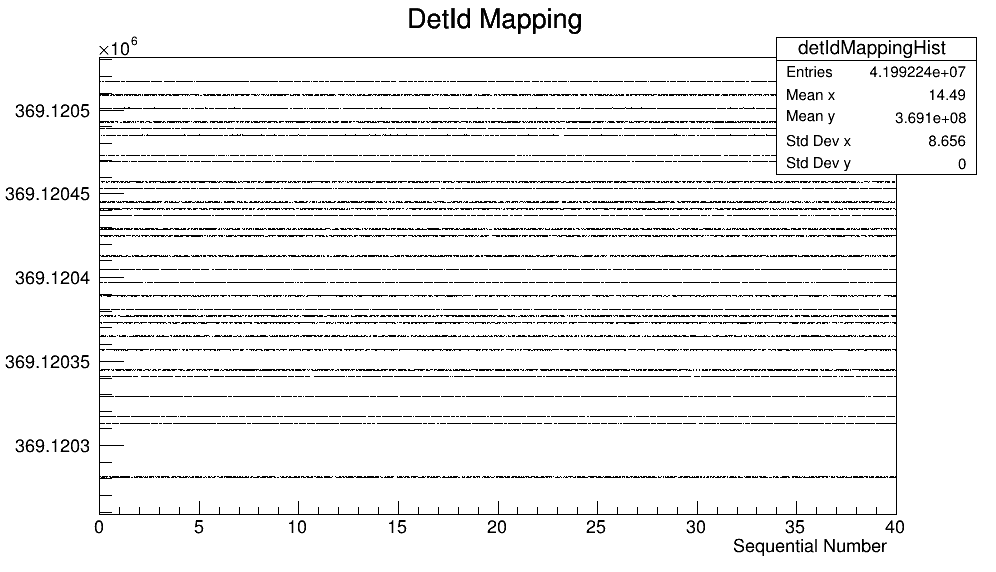 DetId Mapping
×10^6
detIdMappingHist
Entries 4.199224e+07
Mean x 14.49
Mean y 3.691e+08
Std Dev x 8.656
Std Dev y 0
369.1205
369.12045
369.1204
369.12035
369.1203
0 5 10 15 20 25 30 35 40
Sequential Number